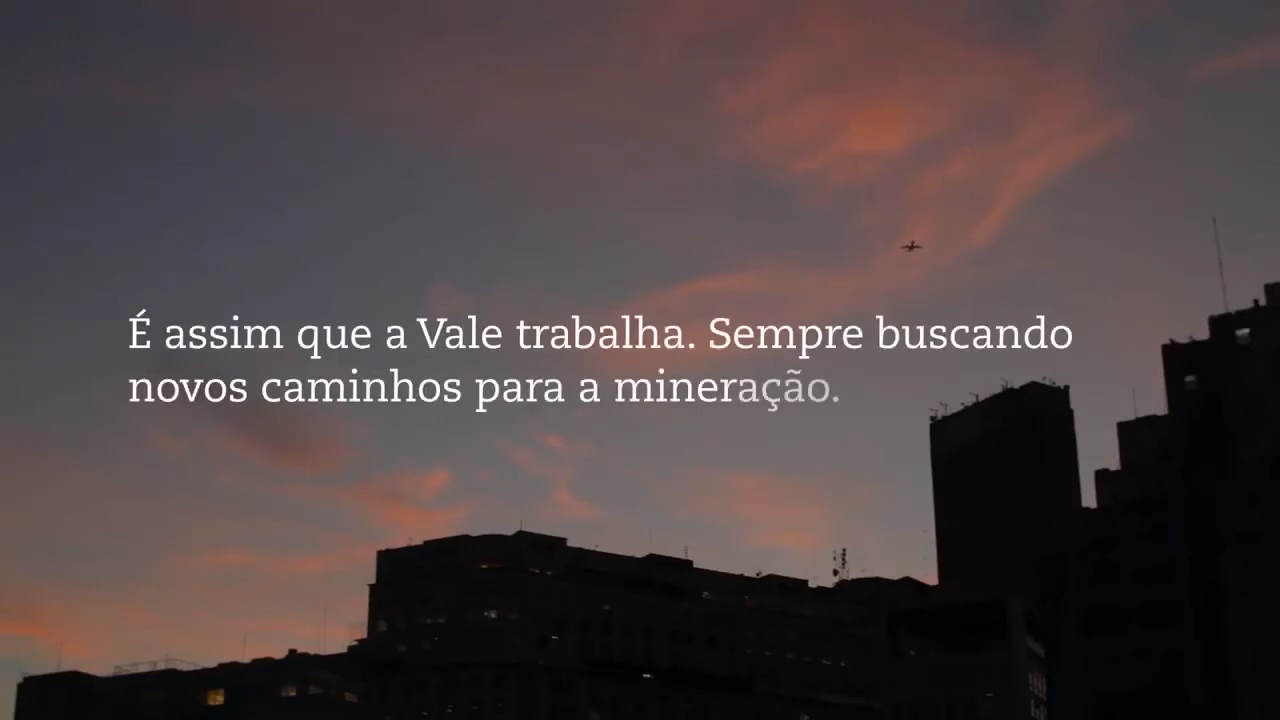 É assim que a Vale trabalha. Sempre buscando
novos caminhos para a mineração.